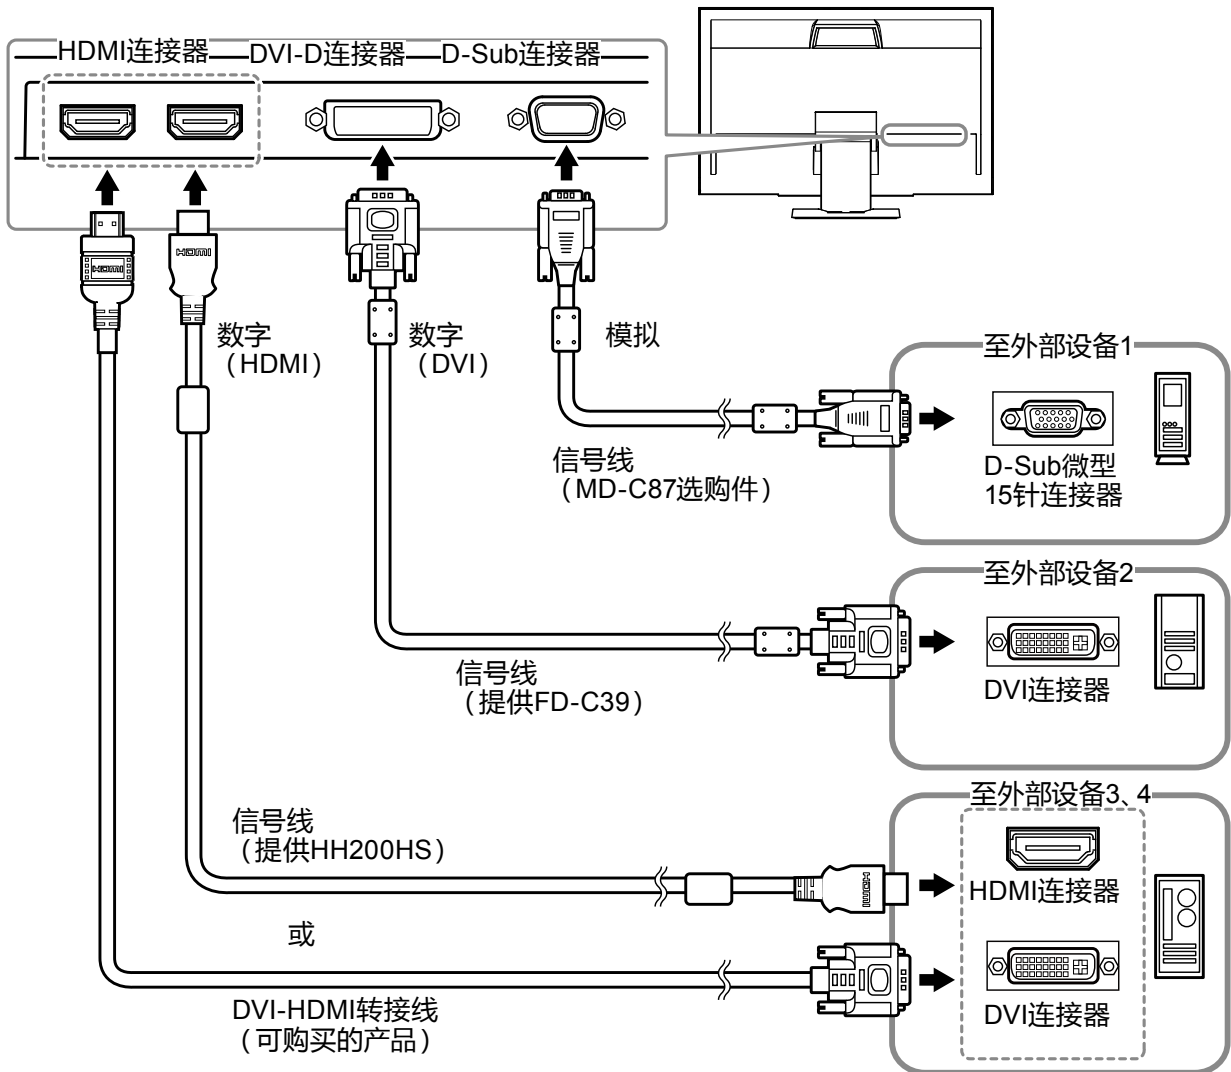 HDMI连接器
DVI-D连接器
D-Sub连接器
HDMI
HDMI
数字
（HDMI）
数字
（DVI）
模拟
至外部设备1
信号线
（MD-C87选购件）
D-Sub微型
15针连接器
至外部设备2
信号线
（提供FD-C39）
DVI连接器
至外部设备3、4
信号线
（提供HH200HS）
HDMI
HDMI连接器
或
DVI-HDMI转接线
（可购买的产品）
DVI连接器